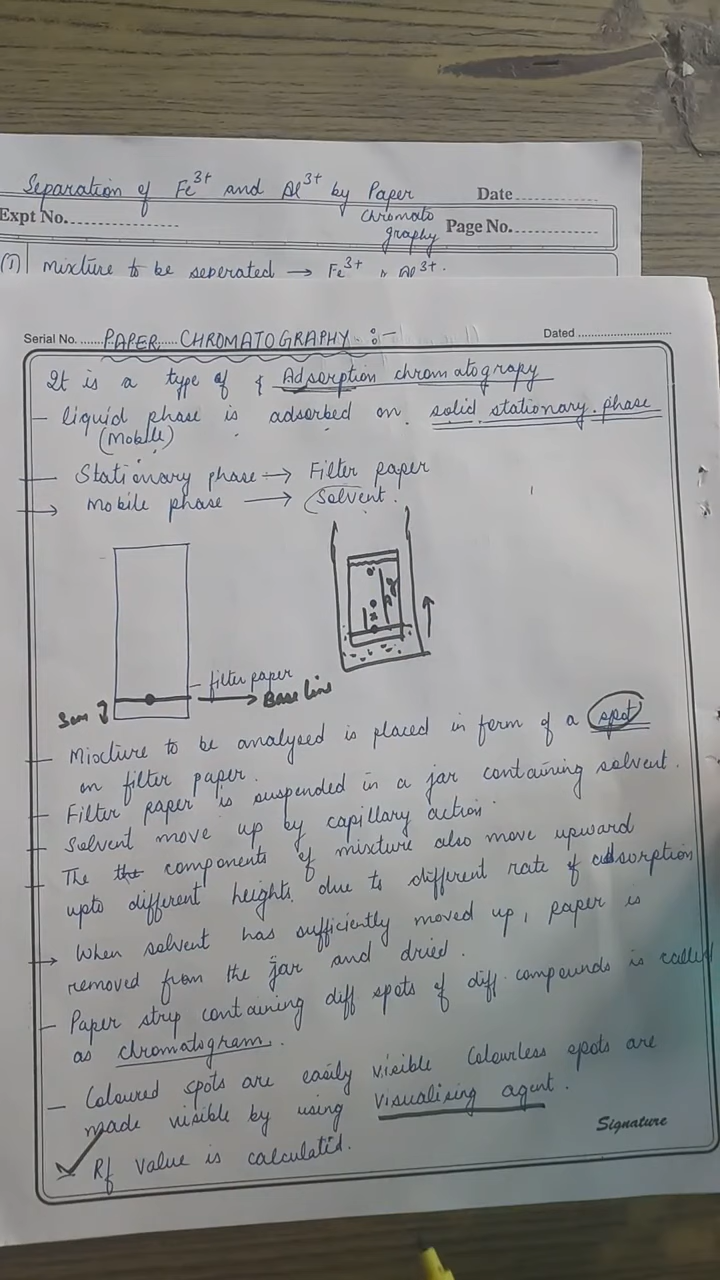 Separation of Fe3+ and Al3+ by Paper Chromatography
Date
Expt No.
Page No.
(1) Mixture to be seperated → Fe3+ & Al3+.
Serial No. PAPER CHROMATOGRAPHY :-
Dated
It is a type of Adsorption chromatograpy
- liquid phase is adsorbed on solid stationary phase
(Mobile)
- Stationary phase → Filter paper
→ Mobile phase → Solvent.
- filter paper
→ Base line
- Mixture to be analysed is placed in form of a spot
on filter paper.
- Filter paper is suspended in a jar containing solvent.
- Solvent move up by capillary action.
- The components of mixture also move upward
upto different heights due to different rate of adsorption
→ When solvent has sufficiently moved up, paper is
removed from the jar and dried.
- Paper strip containing diff spots of diff. compounds is called
as chromatogram.
- Coloured spots are easily visible Colourless spots are
made visible by using visualising agent.
- Rf value is calculated.
Signature